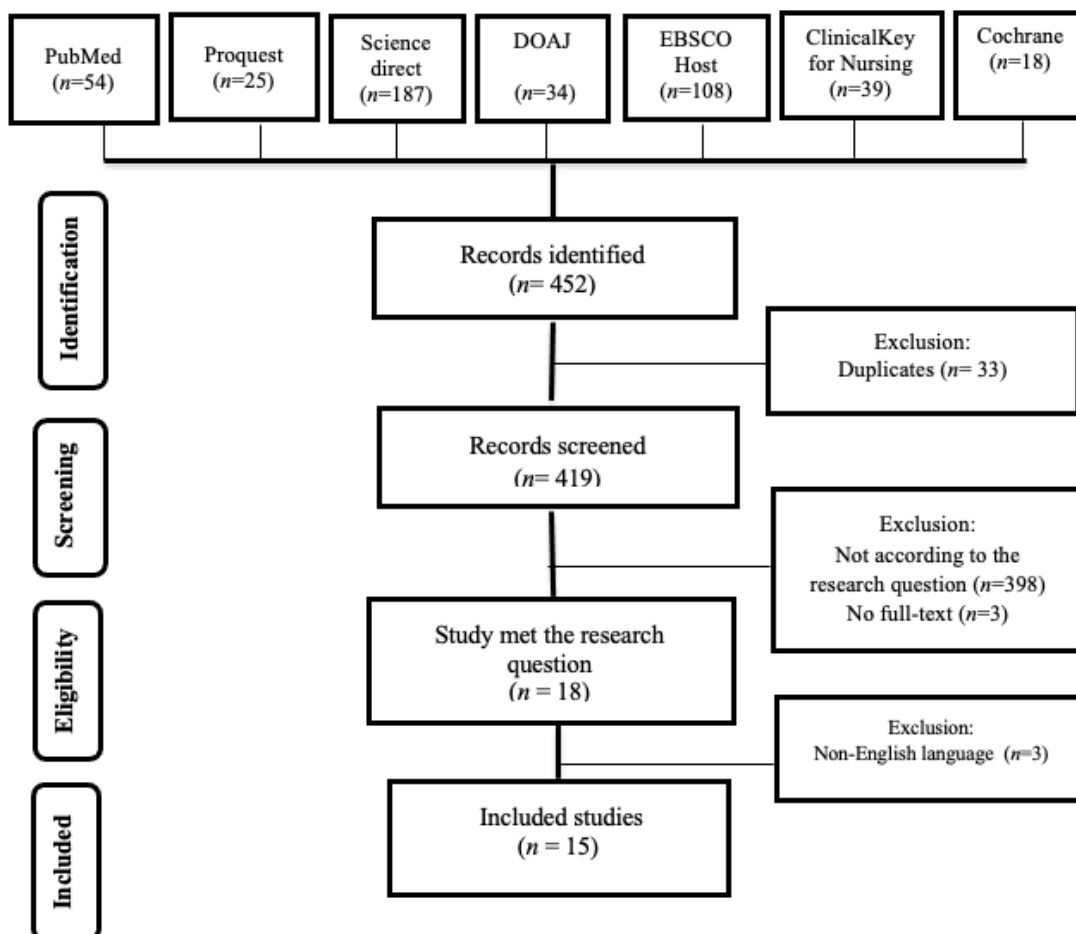 PubMed
(n=54)
Proquest
(n=25)
Science
direct
(n=187)
DOAJ
(n=34)
EBSCO
Host
(n=108)
ClinicalKey
for Nursing
(n=39)
Cochrane
(n=18)
Identification
Records identified
(n= 452)
Exclusion:
Duplicates (n= 33)
Screening
Records screened
(n= 419)
Exclusion:
Not according to the
research question (n=398)
No full-text (n=3)
Eligibility
Study met the research
question
(n = 18)
Exclusion:
Non-English language (n=3)
Included
Included studies
(n = 15)